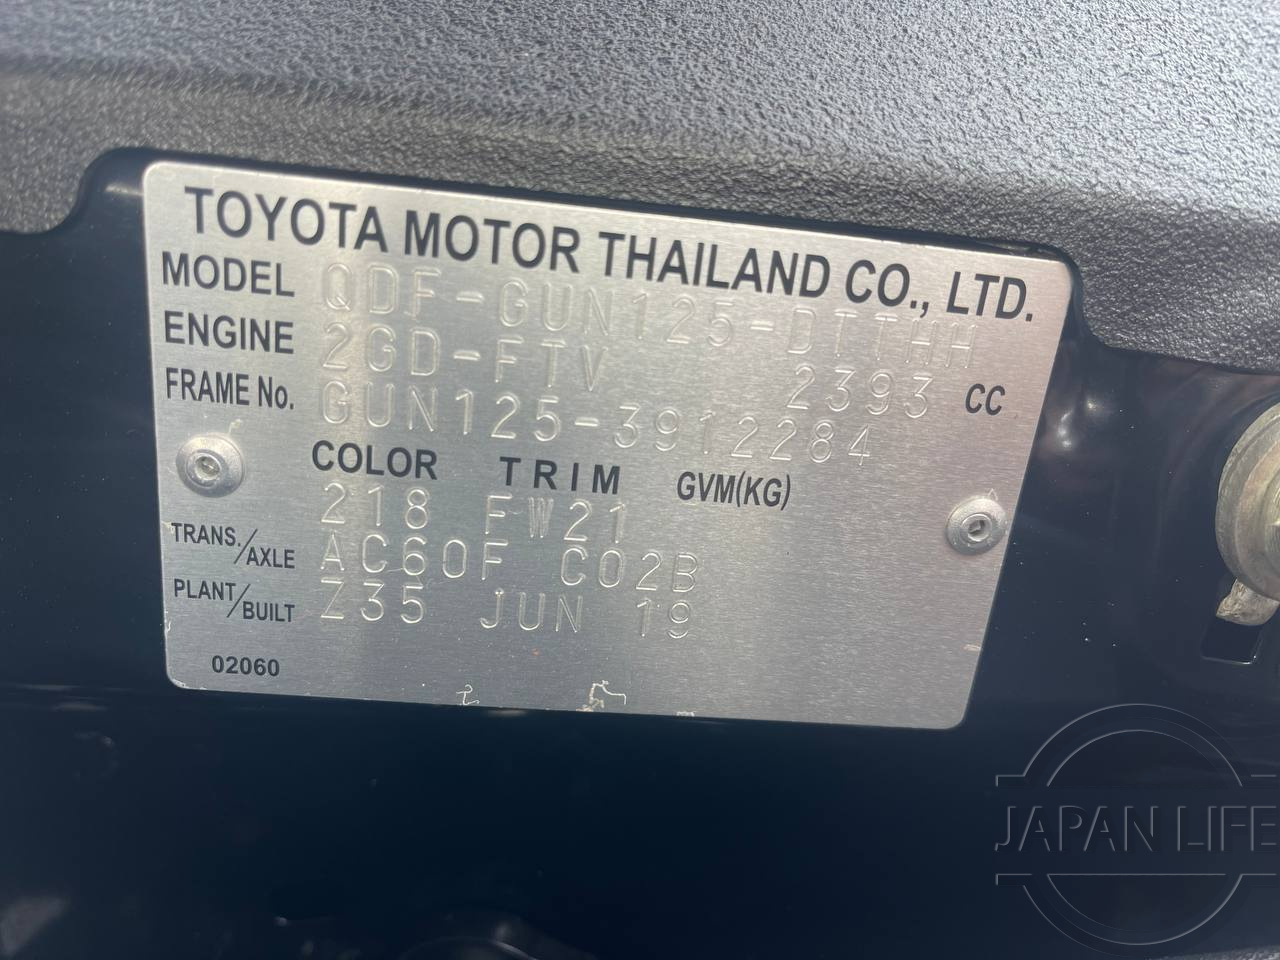 TOYOTA MOTOR THAILAND CO., LTD.
MODEL QDF-GUN125-DTTHH
ENGINE 2GD-FTV 2393 CC
FRAME No. GUN125-3912284
COLOR TRIM GVM(KG)
218 FW21
TRANS./AXLE AC60F C02B
PLANT/BUILT Z35 JUN 19
02060
JAPAN LIFE